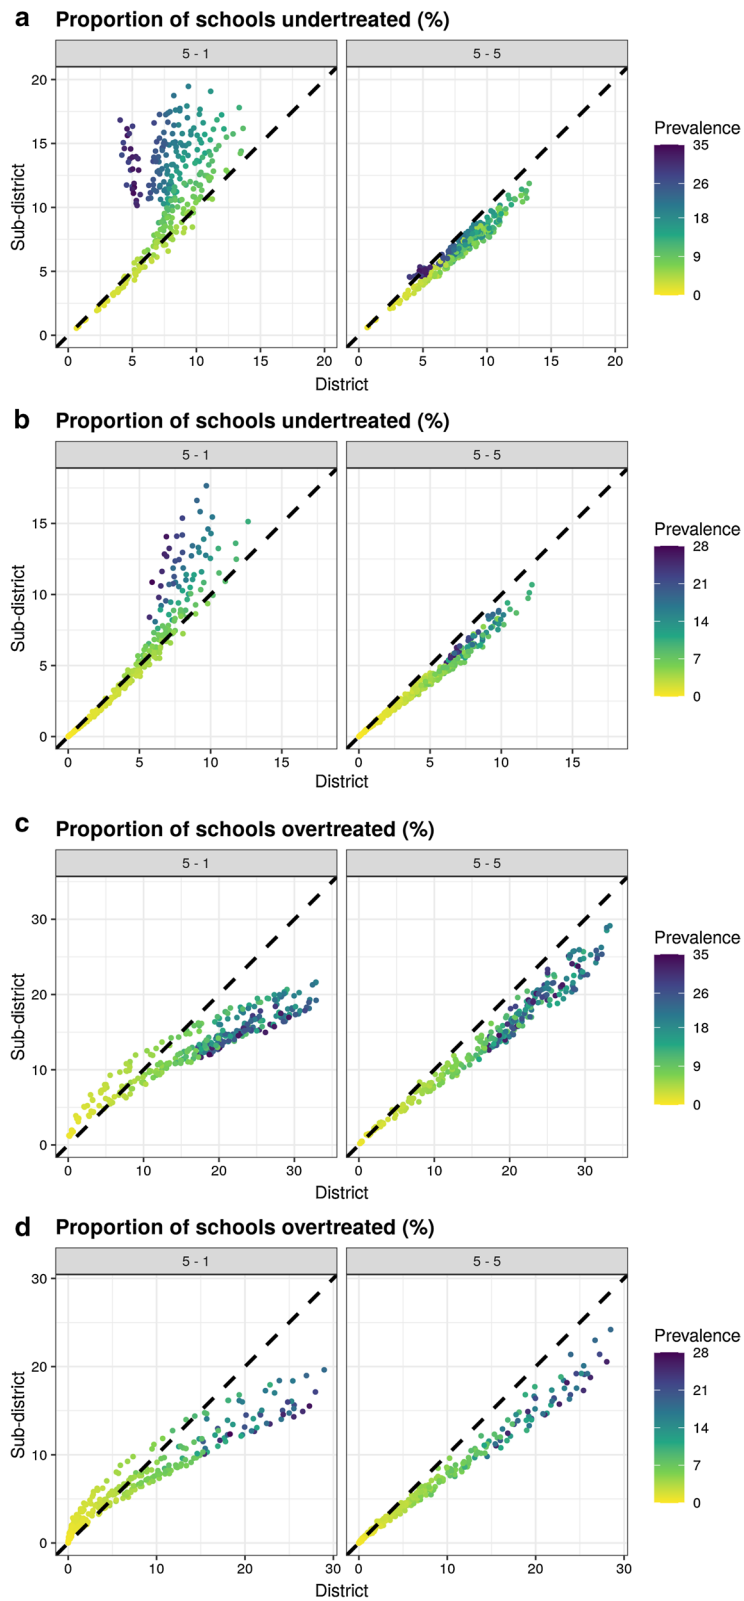 a Proportion of schools undertreated (%)
5 - 1 5 - 5
20
15
10
5
0
Sub-district
0 5 10 15 20 5 10 15 20
District
Prevalence
35
26
18
9
0
b Proportion of schools undertreated (%)
5 - 1 5 - 5
15
10
5
0
Sub-district
0 5 10 15 0 5 10 15
District
Prevalence
28
21
14
7
0
c Proportion of schools overtreated (%)
5 - 1 5 - 5
30
20
10
0
Sub-district
0 10 20 30 0 10 20 30
District
Prevalence
35
26
18
9
0
d Proportion of schools overtreated (%)
5 - 1 5 - 5
30
20
10
0
Sub-district
0 10 20 30 0 10 20 30
District
Prevalence
28
21
14
7
0